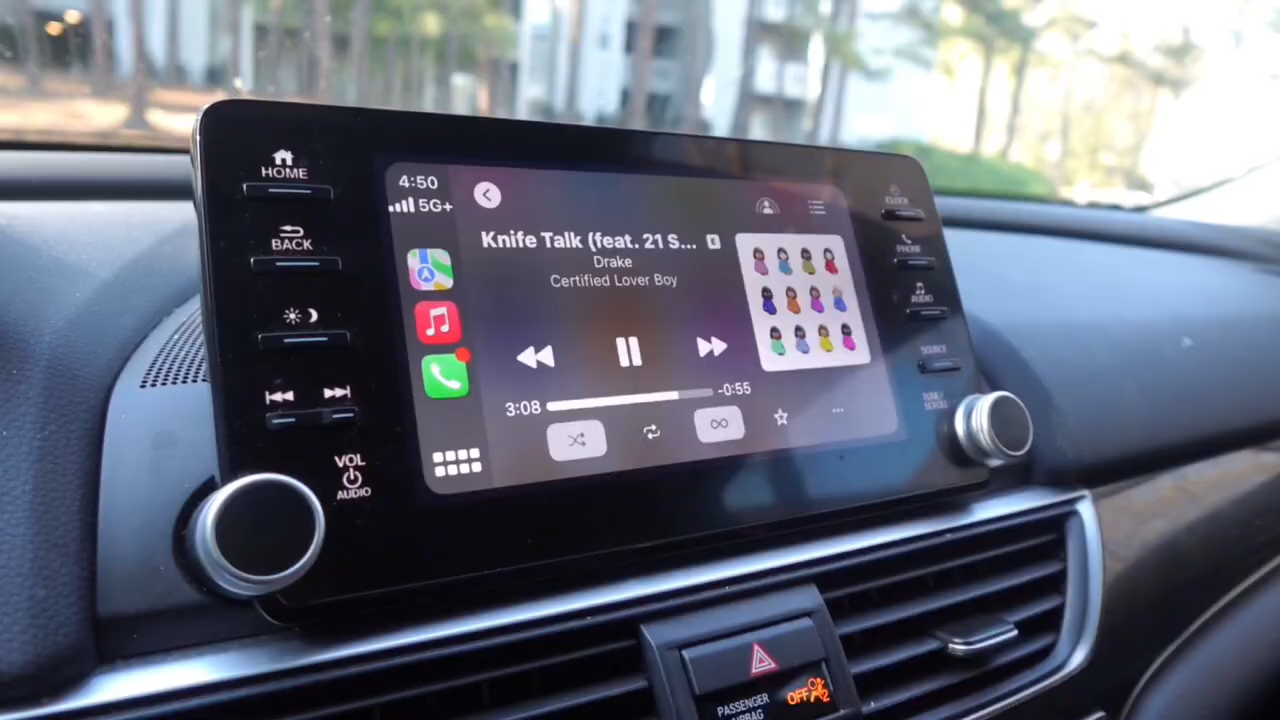 HOME
BACK
VOL
AUDIO
4:50
5G+
Knife Talk (feat. 21 S... E
Drake
Certified Lover Boy
3:08
-0:55
CLOCK
PHONE
AUDIO
SOURCE
TUNE/
SCROLL
PASSENGER
AIRBAG
OFF
2